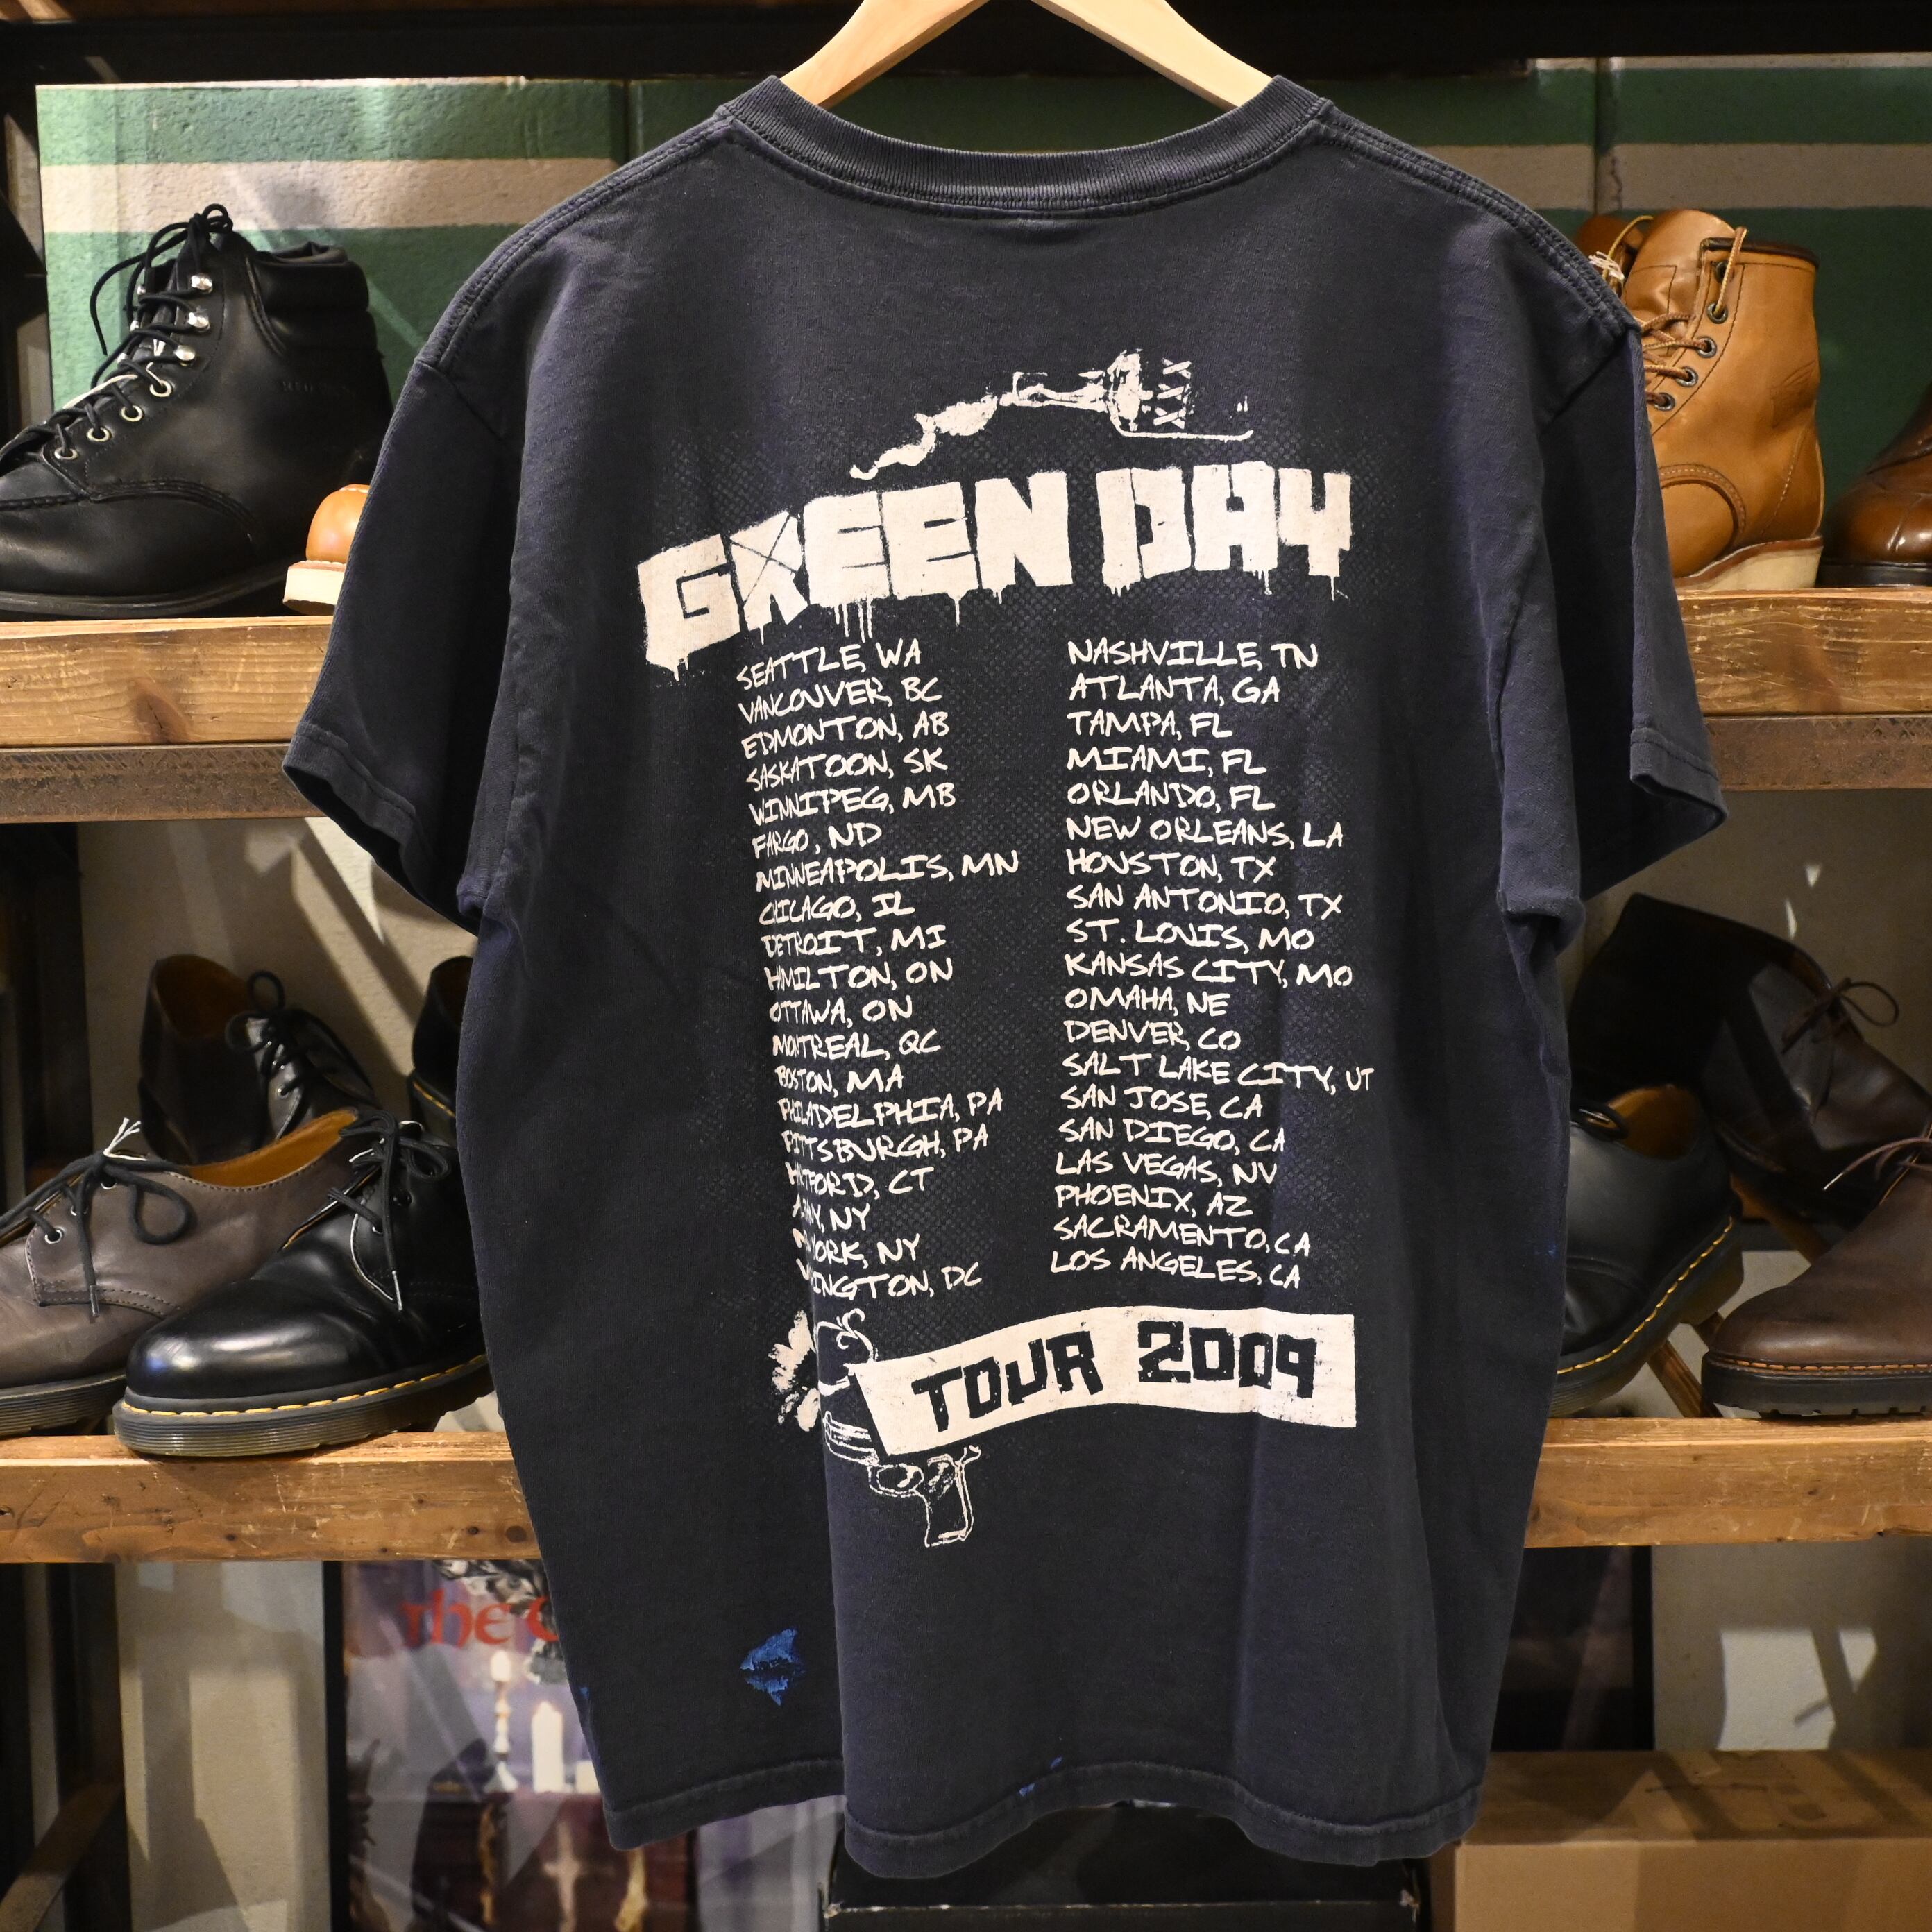 GREEN DAY
SEATTLE, WA
VANCOUVER, BC
EDMONTON, AB
SASKATOON, SK
WINNIPEG, MB
FARGO, ND
MINNEAPOLIS, MN
CHICAGO, IL
DETROIT, MI
HMILTON, ON
OTTAWA, ON
MONTREAL, QC
BOSTON, MA
PHILADELPHIA, PA
PITTSBURGH, PA
CT
NY
YORK, NY
INGTON, DC
NASHVILLE, TN
ATLANTA, GA
TAMPA, FL
MIAMI, FL
ORLANDO, FL
NEW ORLEANS, LA
HOUSTON, TX
SAN ANTONIO, TX
ST. LOUIS, MO
KANSAS CITY, MO
OMAHA, NE
DENVER, CO
SALT LAKE CITY, UT
SAN JOSE, CA
SAN DIEGO, CA
LAS VEGAS, NV
PHOENIX, AZ
SACRAMENTO, CA
LOS ANGELES, CA
TOUR 2009
the